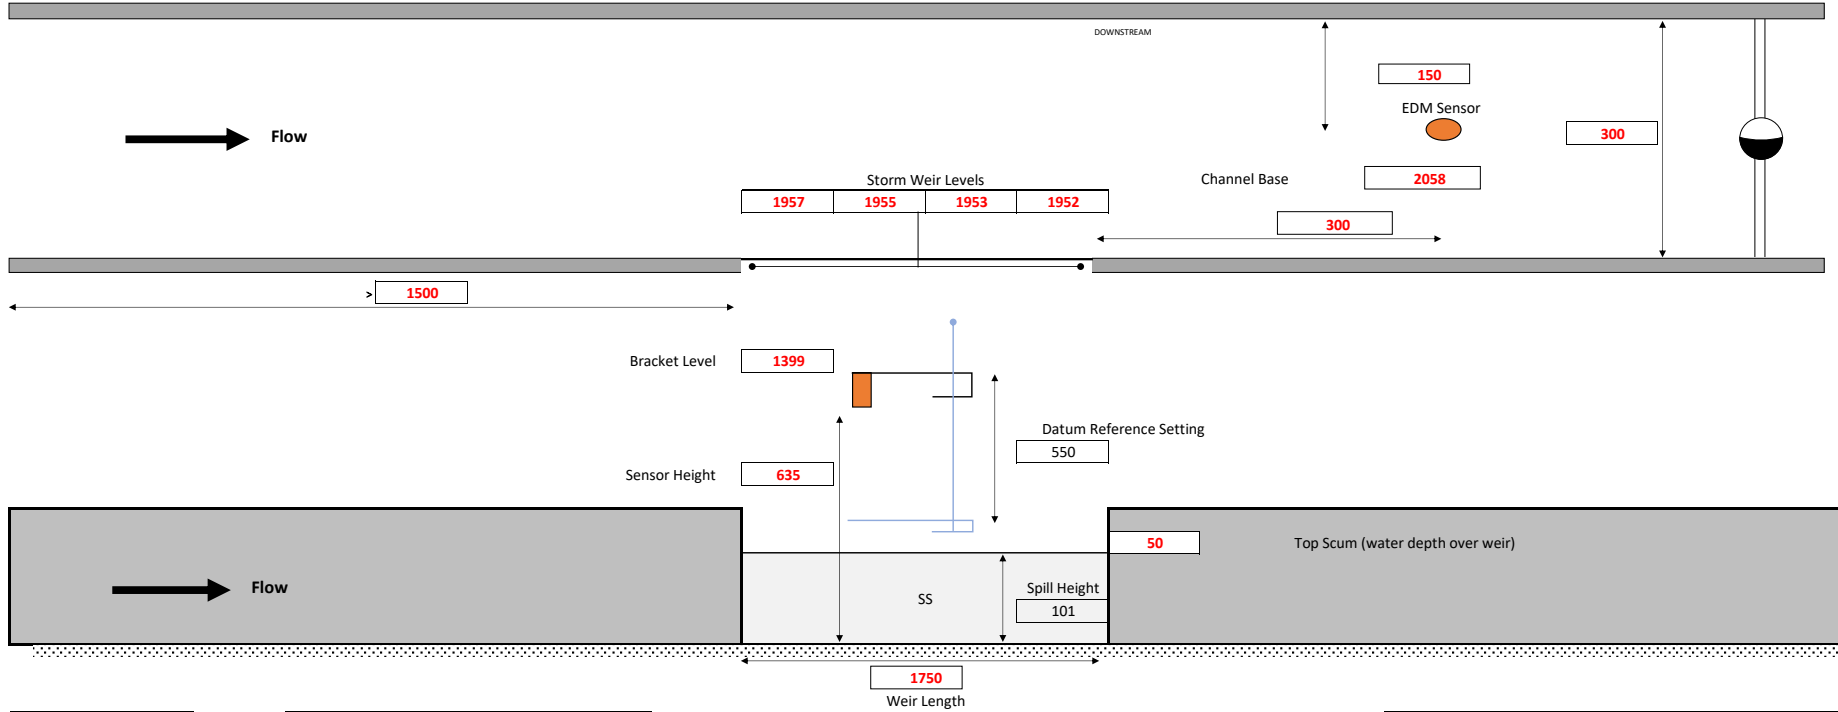 DOWNSTREAM
150
EDM Sensor
Flow
300
Storm Weir Levels
Channel Base
2058
1957 1955 1953 1952
300
> 1500
Bracket Level 1399
Datum Reference Setting
550
Sensor Height 635
50 Top Scum (water depth over weir)
Flow
Spill Height
SS
101
1750
Weir Length